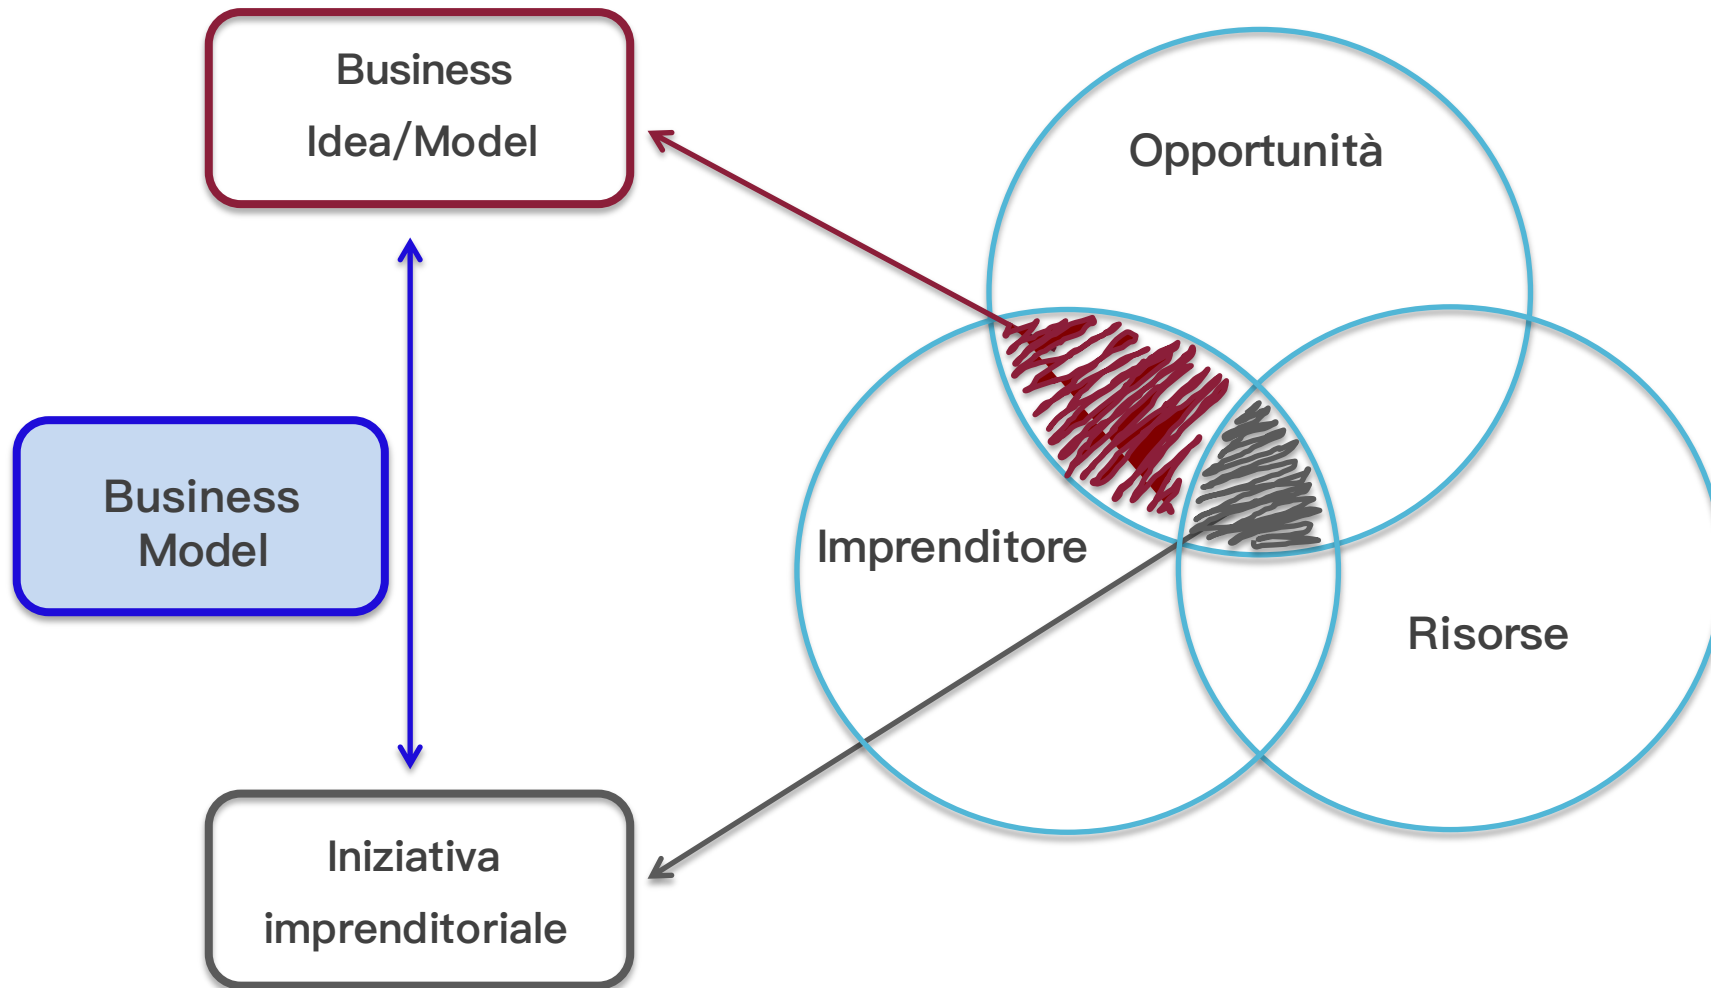 Business
Idea/Model
Opportunità
Business
Model
Imprenditore
Risorse
Iniziativa
imprenditoriale